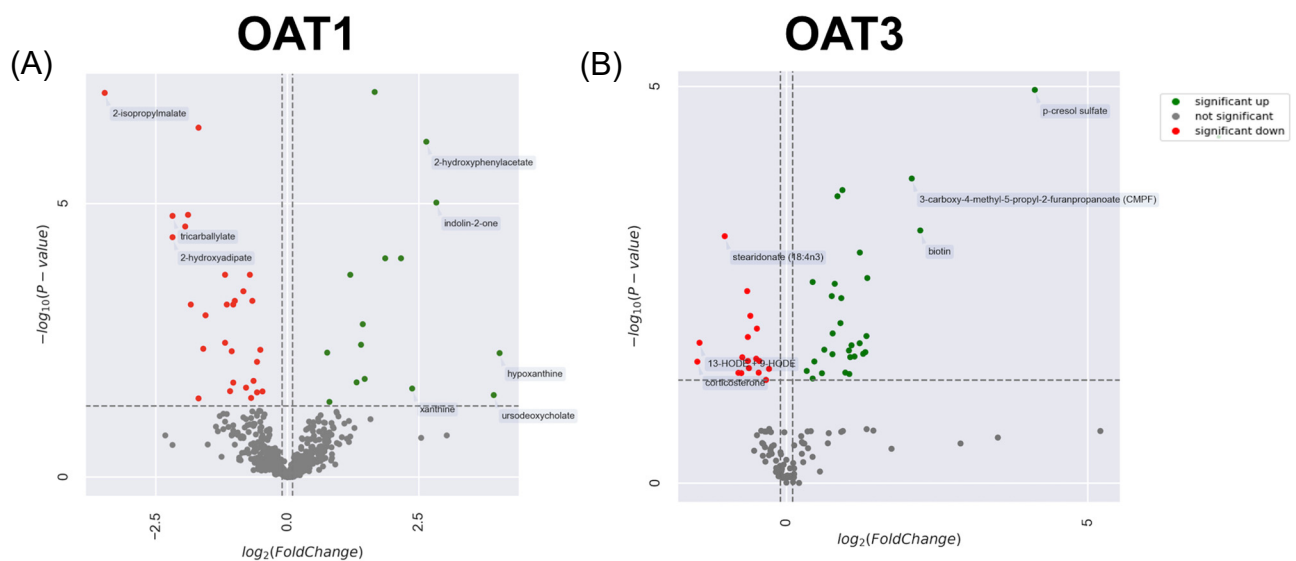 OAT1
OAT3
(A)
(B)
2-isopropylmalate
2-hydroxyphenylacetate
indolin-2-one
tricarballylate
2-hydroxyadipate
hypoxanthine
xanthine
ursodeoxycholate
5
0
-2.5
0.0
2.5
−log10(P − value)
log2(FoldChange)
p-cresol sulfate
3-carboxy-4-methyl-5-propyl-2-furanpropanoate (CMPF)
biotin
stearidonate (18:4n3)
13-HODE + 9-HODE
corticosterone
5
0
0
5
−log10(P − value)
log2(FoldChange)
significant up
not significant
significant down